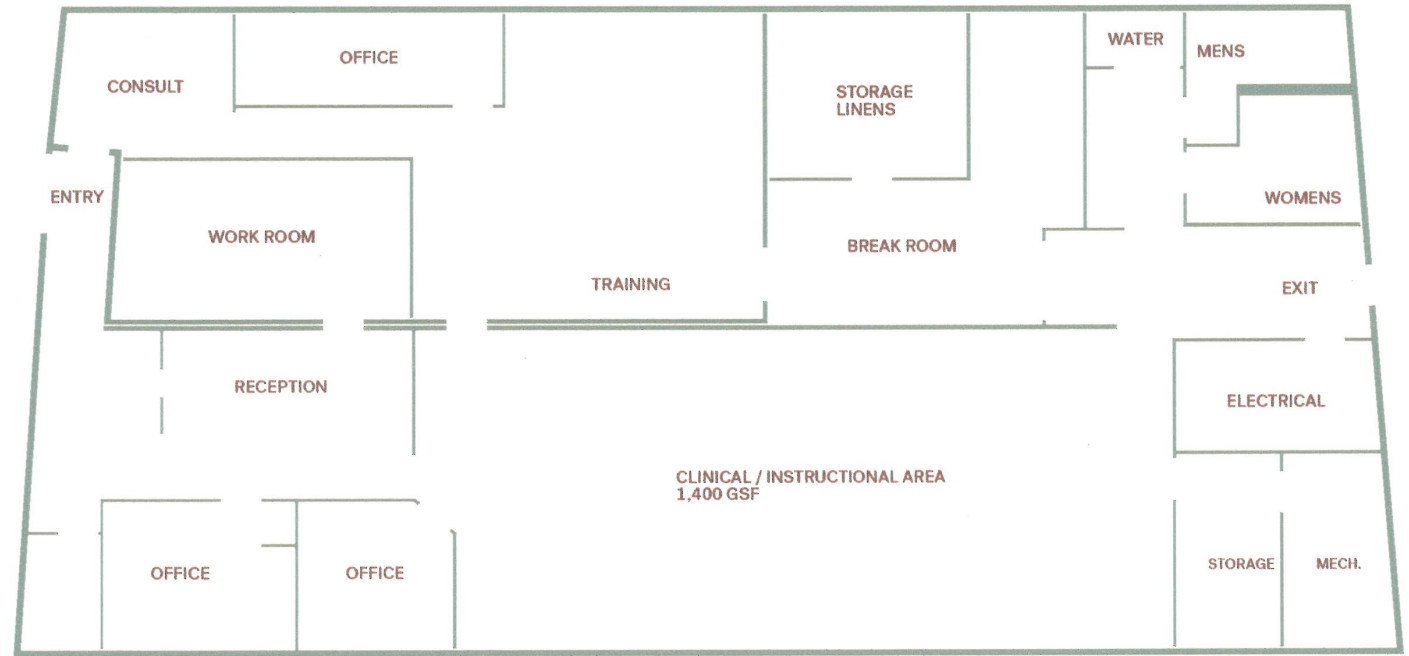 OFFICE
CONSULT
WATER
MENS
STORAGE
LINENS
ENTRY
WORK ROOM
TRAINING
BREAK ROOM
WOMENS
EXIT
RECEPTION
ELECTRICAL
CLINICAL / INSTRUCTIONAL AREA
1,400 GSF
OFFICE
OFFICE
STORAGE
MECH.